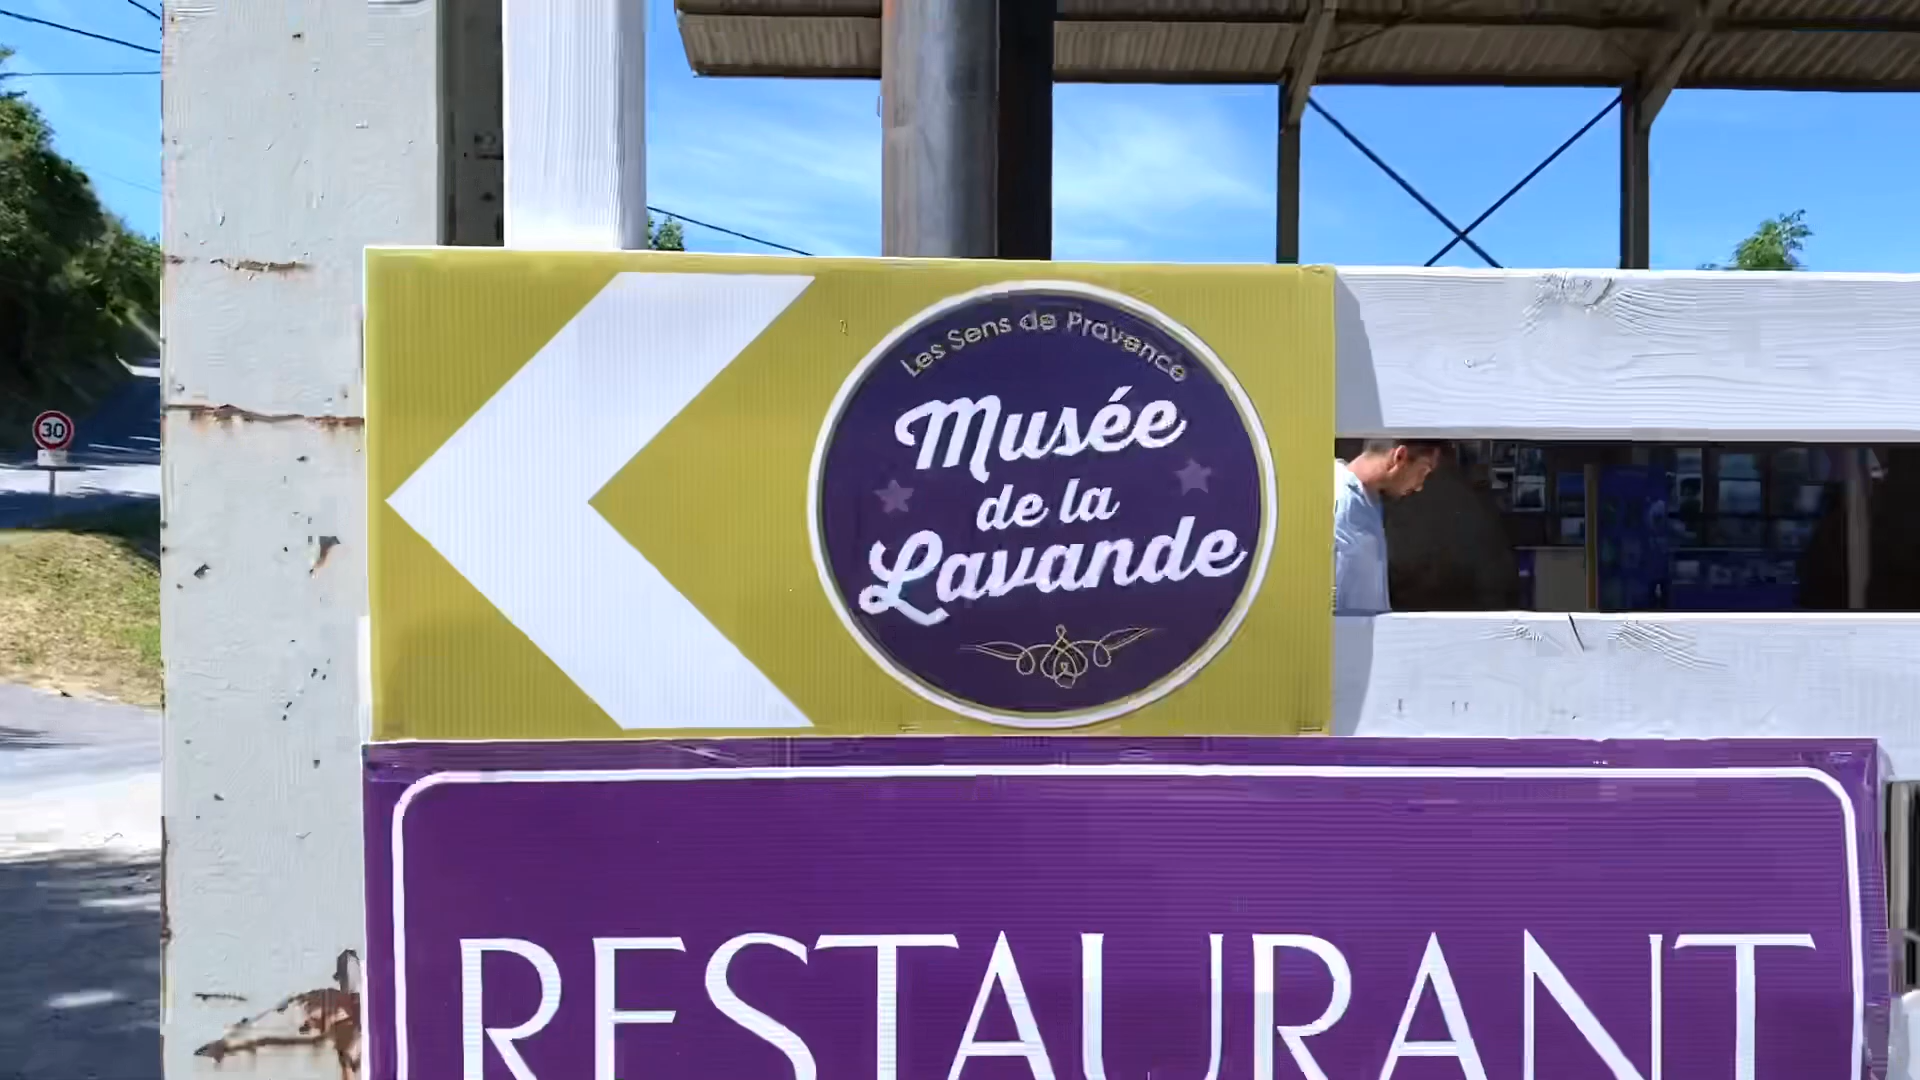 30
Les Sens de Provence
Musée
de la
Lavande
RESTAURANT